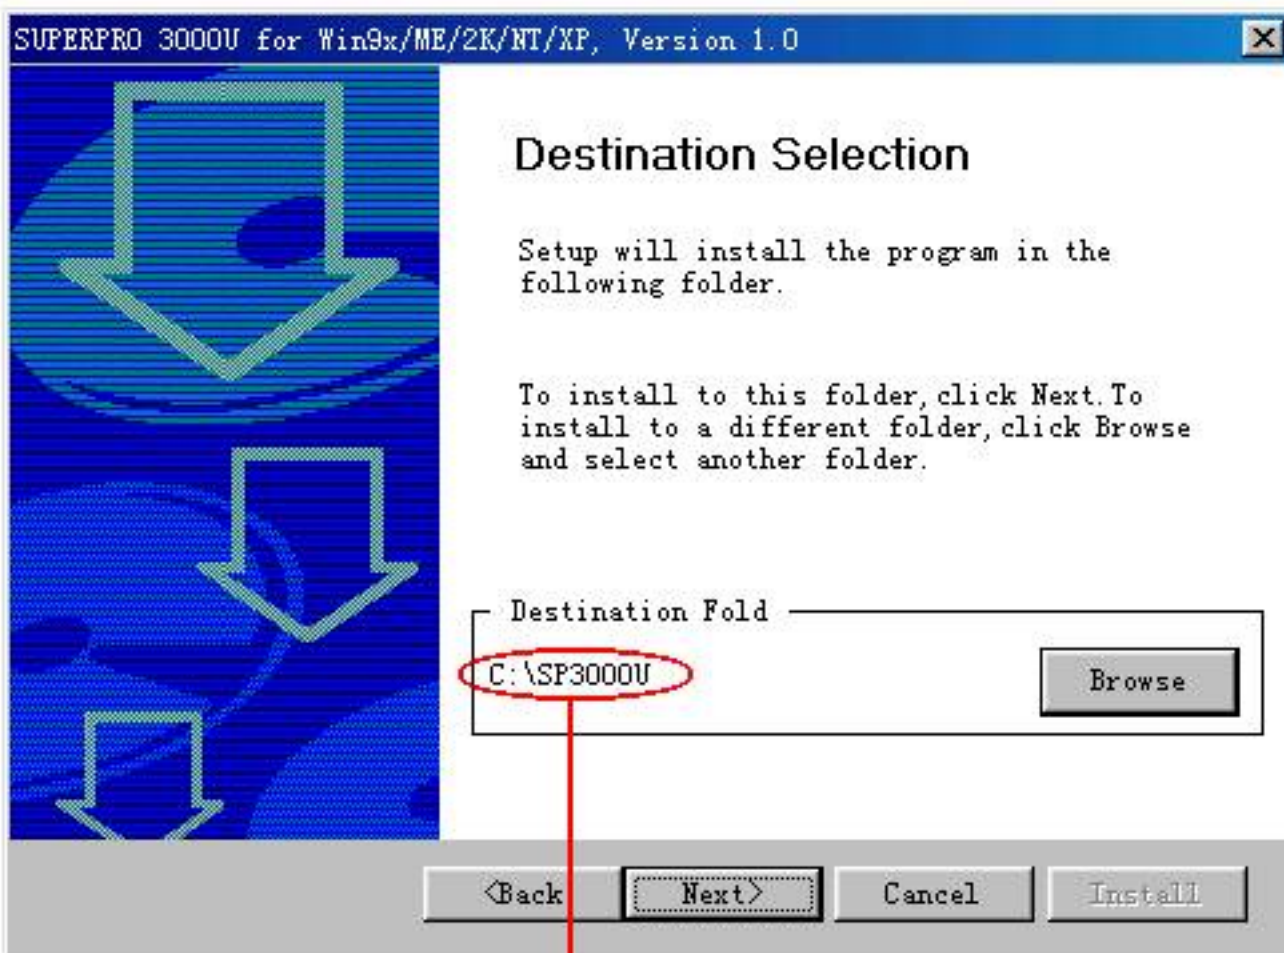 SUPERPRO 3000U for Win9x/ME/2K/NT/XP, Version 1.0
Destination Selection
Setup will install the program in the
following folder.
To install to this folder, click Next. To
install to a different folder, click Browse
and select another folder.
Destination Fold
C:\SP3000U
Browse
<Back
Next>
Cancel
Install